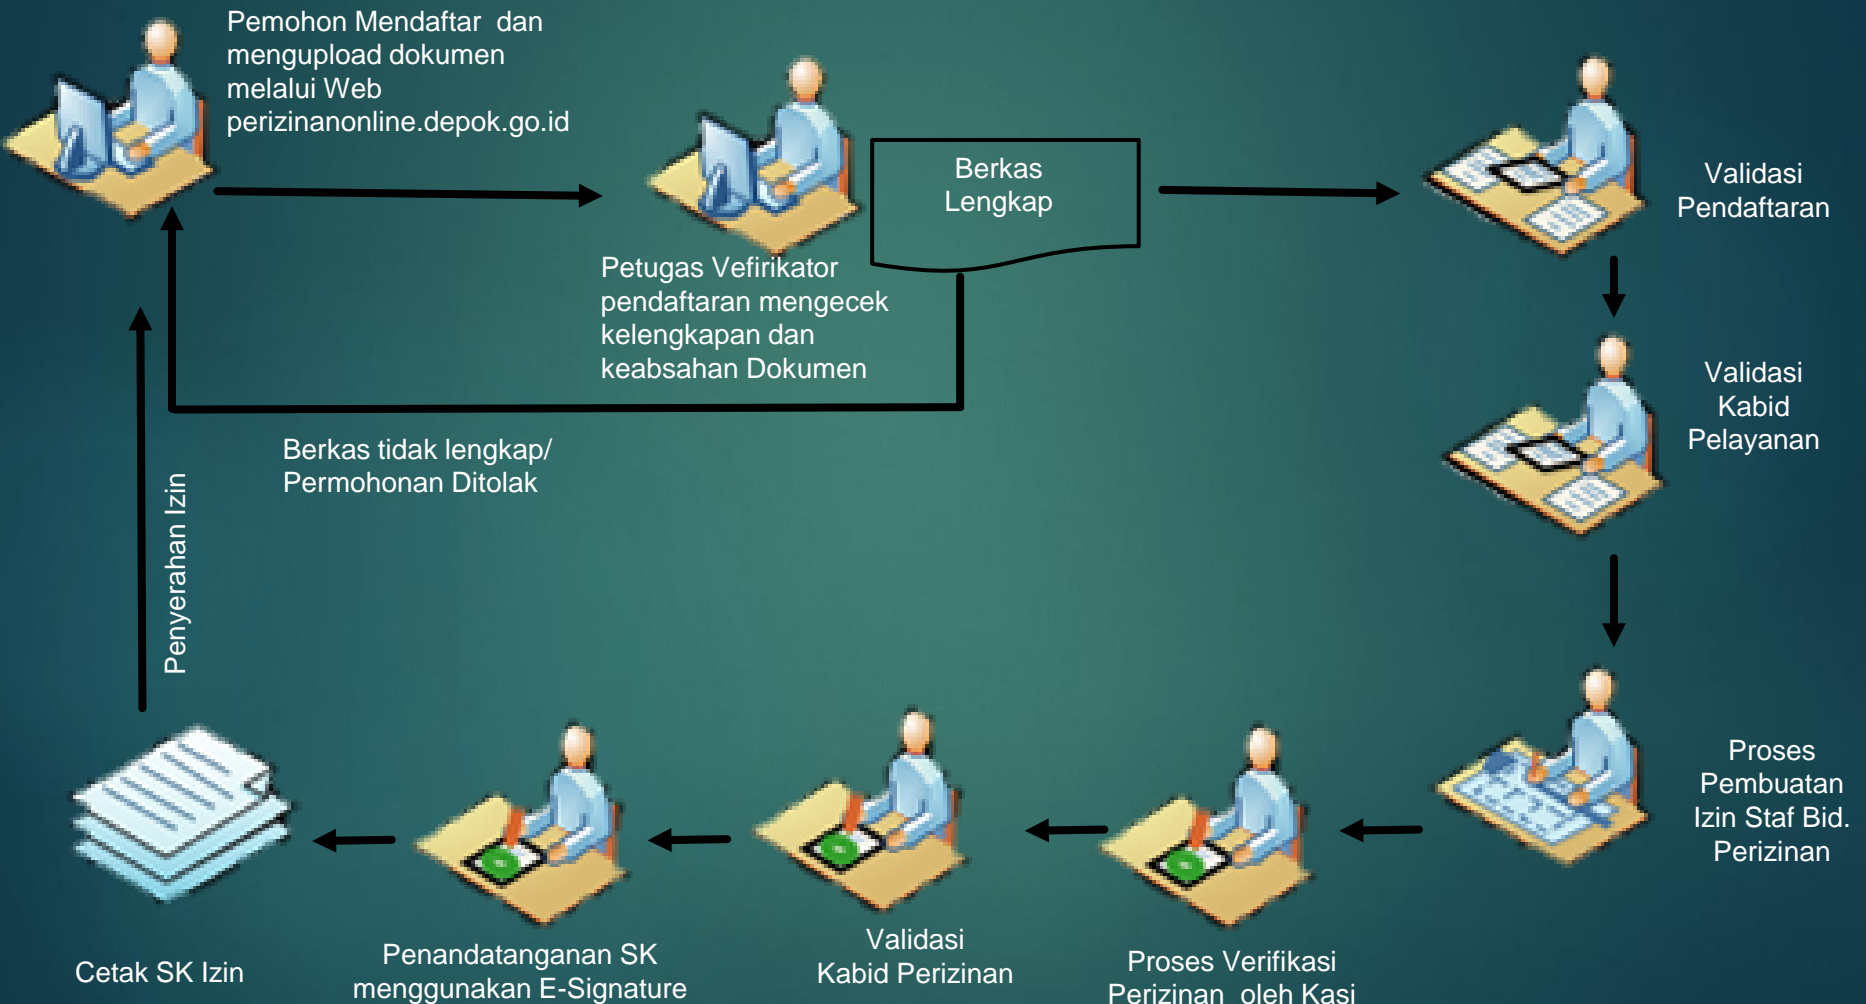 Pemohon Mendaftar dan
mengupload dokumen
melalui Web
perizinanonline.depok.go.id
Berkas
Lengkap
Petugas Vefirikator
pendaftaran mengecek
kelengkapan dan
keabsahan Dokumen
Validasi
Pendaftaran
Validasi
Kabid
Pelayanan
Berkas tidak lengkap/
Permohonan Ditolak
Penyerahan Izin
Proses
Pembuatan
Izin Staf Bid.
Perizinan
Proses Verifikasi
Perizinan oleh Kasi
Validasi
Kabid Perizinan
Penandatanganan SK
menggunakan E-Signature
Cetak SK Izin